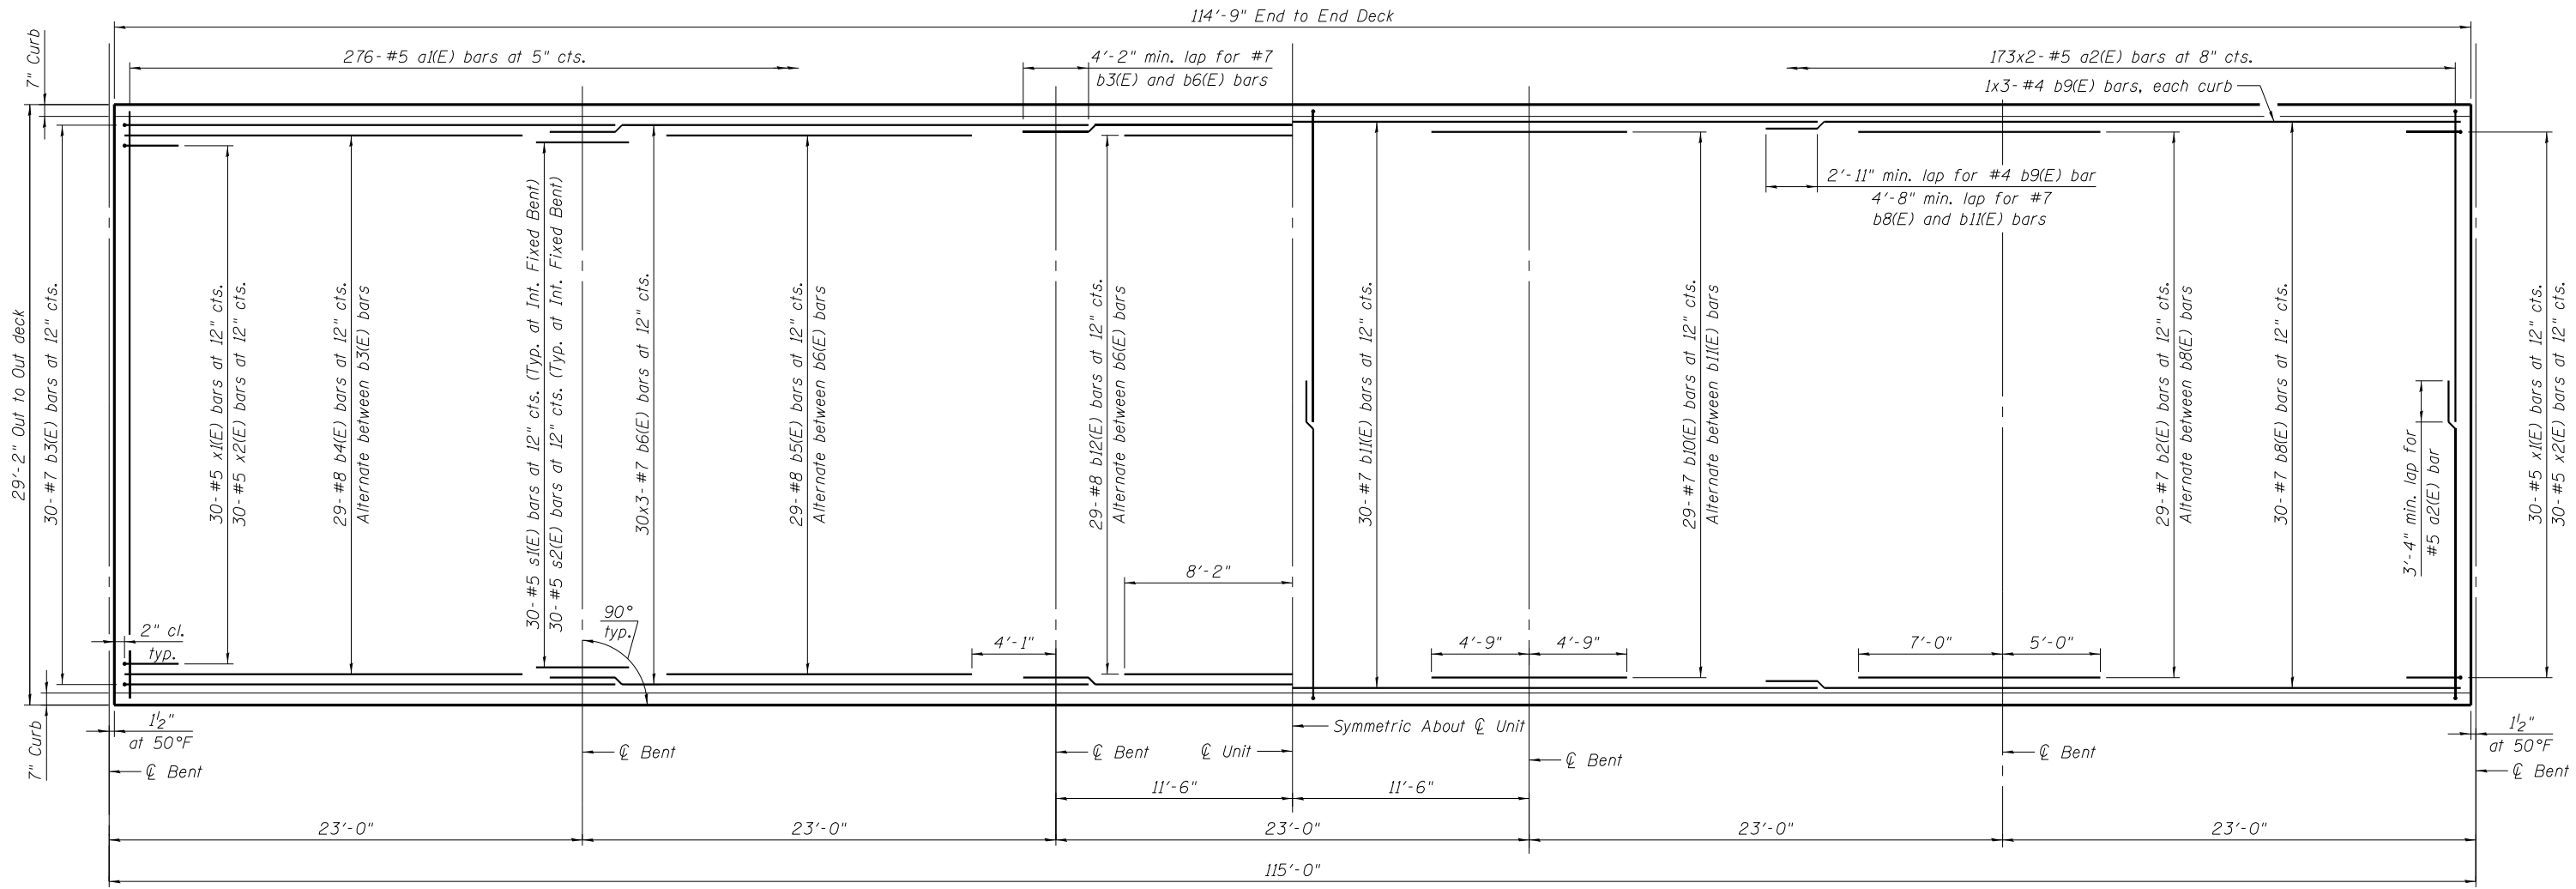 114'-9" End to End Deck
7" Curb
276-#5 a1(E) bars at 5" cts.
4'-2" min. lap for #7
b3(E) and b6(E) bars
173x2-#5 a2(E) bars at 8" cts.
1x3-#4 b9(E) bars, each curb
29'-2" Out to Out deck
30-#7 b3(E) bars at 12" cts.
30-#5 x1(E) bars at 12" cts.
30-#5 x2(E) bars at 12" cts.
29-#8 b4(E) bars at 12" cts.
Alternate between b3(E) bars
30-#5 s1(E) bars at 12" cts. (Typ. at Int. Fixed Bent)
30-#5 s2(E) bars at 12" cts. (Typ. at Int. Fixed Bent)
30x3-#7 b6(E) bars at 12" cts.
29-#8 b5(E) bars at 12" cts.
Alternate between b6(E) bars
29-#8 b12(E) bars at 12" cts.
Alternate between b6(E) bars
30-#7 b11(E) bars at 12" cts.
29-#7 b10(E) bars at 12" cts.
Alternate between b11(E) bars
2'-11" min. lap for #4 b9(E) bar
4'-8" min. lap for #7
b8(E) and b11(E) bars
29-#7 b2(E) bars at 12" cts.
Alternate between b8(E) bars
30-#7 b8(E) bars at 12" cts.
3'-4" min. lap for
#5 a2(E) bar
30-#5 x1(E) bars at 12" cts.
30-#5 x2(E) bars at 12" cts.
8'-2"
90°
typ.
2" cl.
typ.
4'-1"
4'-9"
4'-9"
7'-0"
5'-0"
7" Curb
1½"
at 50°F
℄ Bent
℄ Bent
℄ Bent
℄ Unit
Symmetric About ℄ Unit
℄ Bent
℄ Bent
1½"
at 50°F
℄ Bent
11'-6"
11'-6"
23'-0"
23'-0"
23'-0"
23'-0"
23'-0"
115'-0"